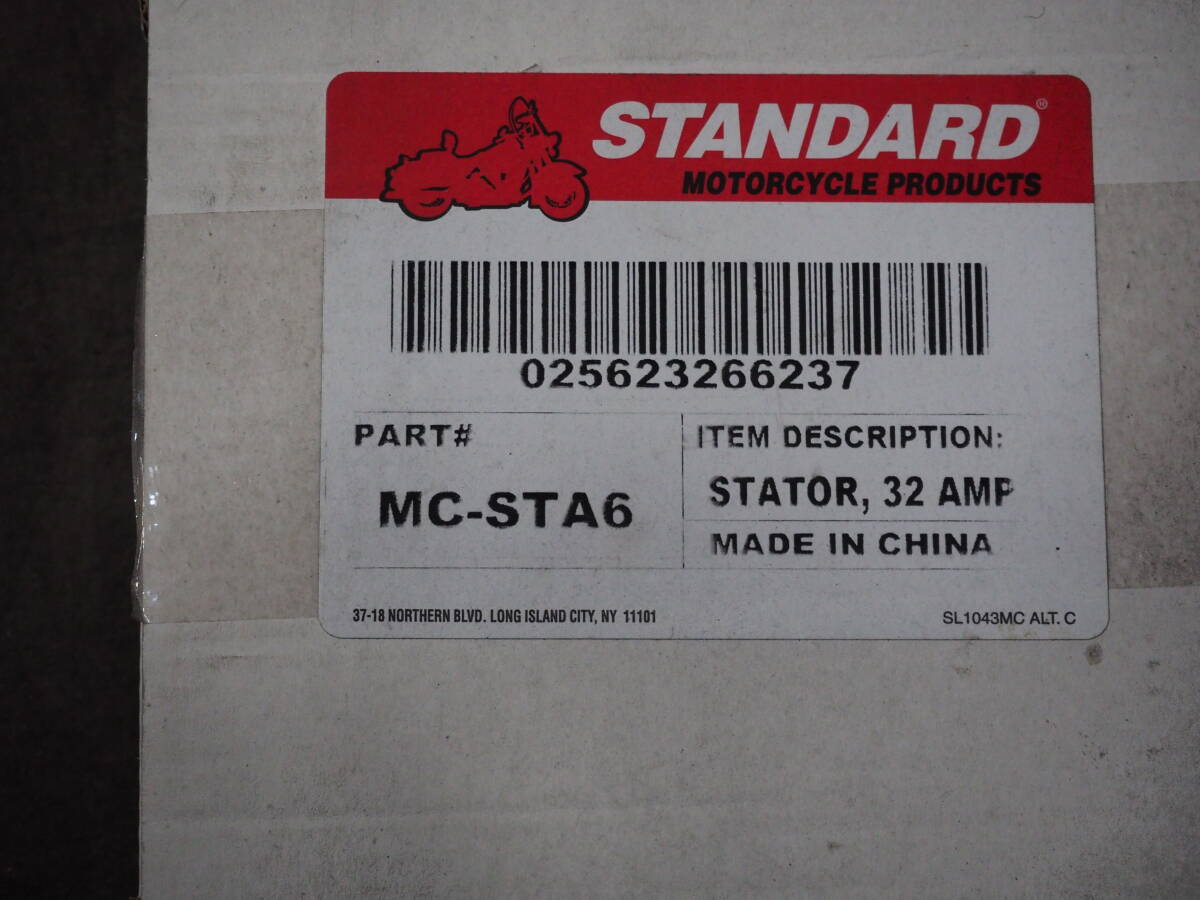 STANDARD®
MOTORCYCLE PRODUCTS
025623266237
PART#
MC-STA6
ITEM DESCRIPTION:
STATOR, 32 AMP
MADE IN CHINA
37-18 NORTHERN BLVD. LONG ISLAND CITY, NY 11101
SL1043MC ALT. C